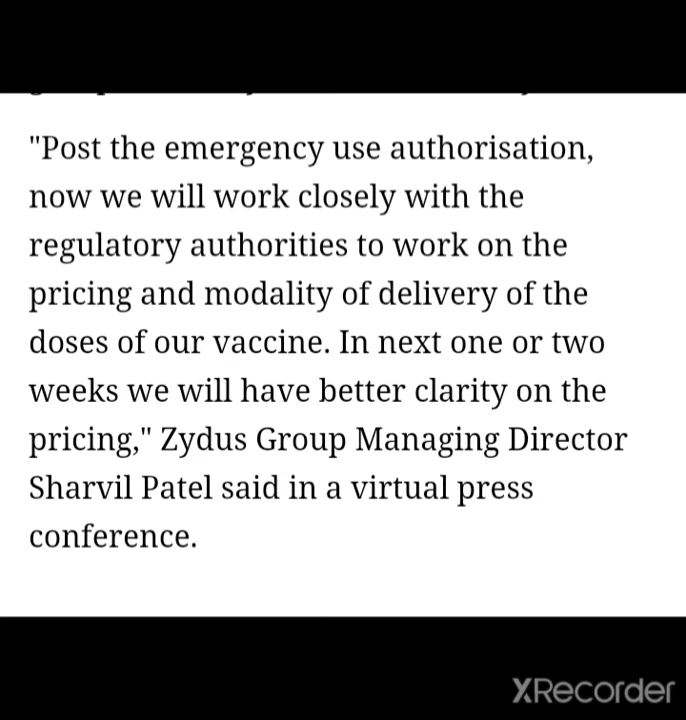 "Post the emergency use authorisation,
now we will work closely with the
regulatory authorities to work on the
pricing and modality of delivery of the
doses of our vaccine. In next one or two
weeks we will have better clarity on the
pricing," Zydus Group Managing Director
Sharvil Patel said in a virtual press
conference.
XRecorder